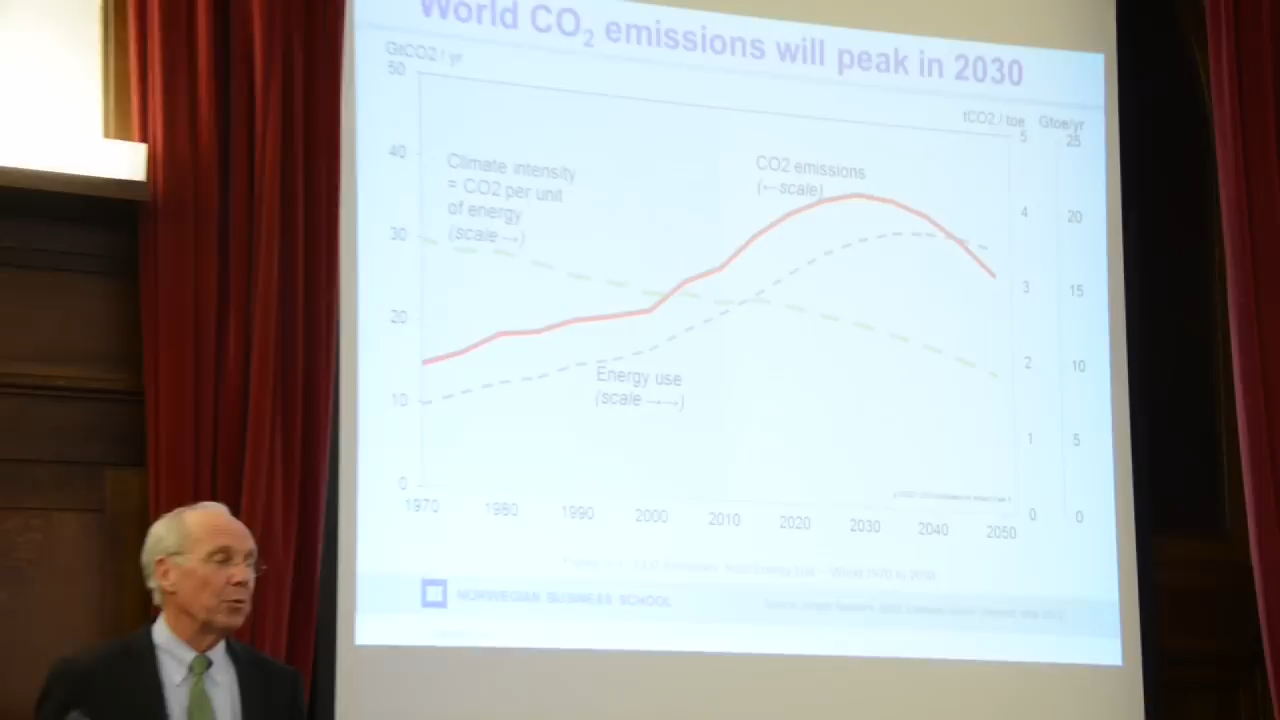 World CO₂ emissions will peak in 2030
GtCO2 / yr
tCO2 / toe
Gtoe/yr
50
5
25
40
Climate intensity
= CO2 per unit
of energy
(scale →)
CO2 emissions
(←scale)
4
20
30
3
15
20
2
10
Energy use
(scale →→)
10
1
5
0
0
0
1970 1980 1990 2000 2010 2020 2030 2040 2050
NORWEGIAN BUSINESS SCHOOL